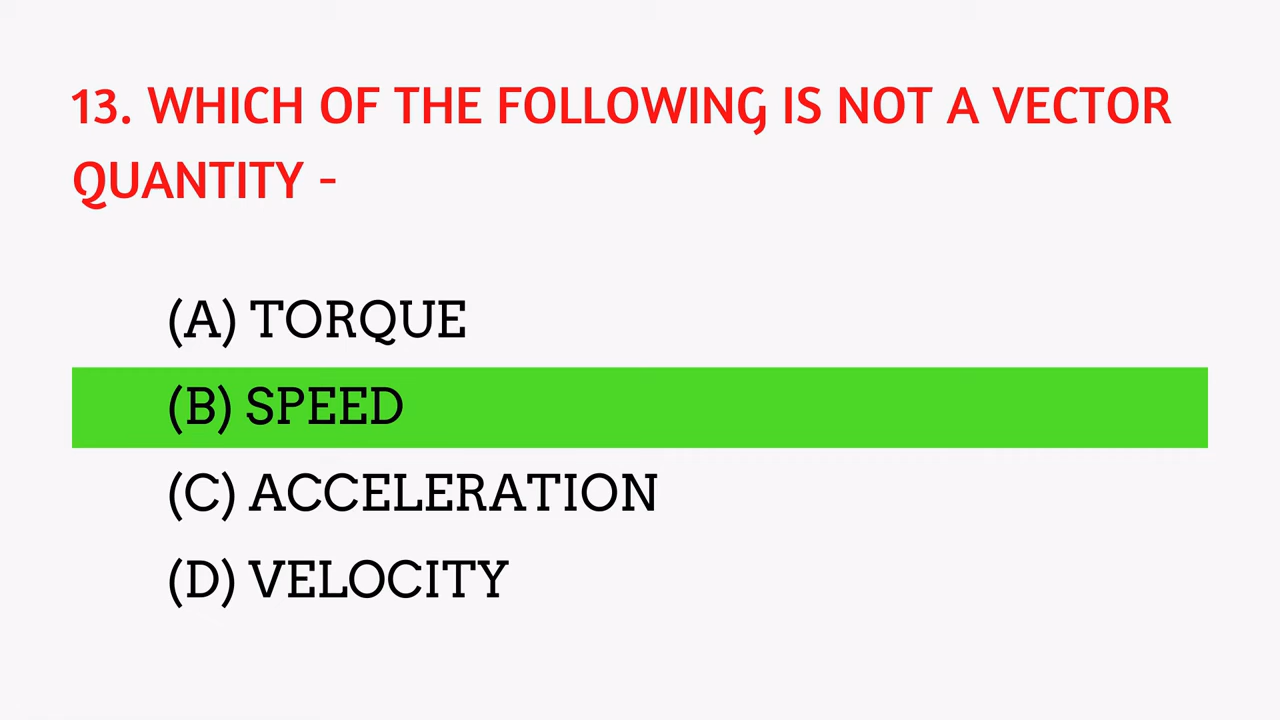 13. WHICH OF THE FOLLOWING IS NOT A VECTOR
QUANTITY -
(A) TORQUE
(B) SPEED
(C) ACCELERATION
(D) VELOCITY